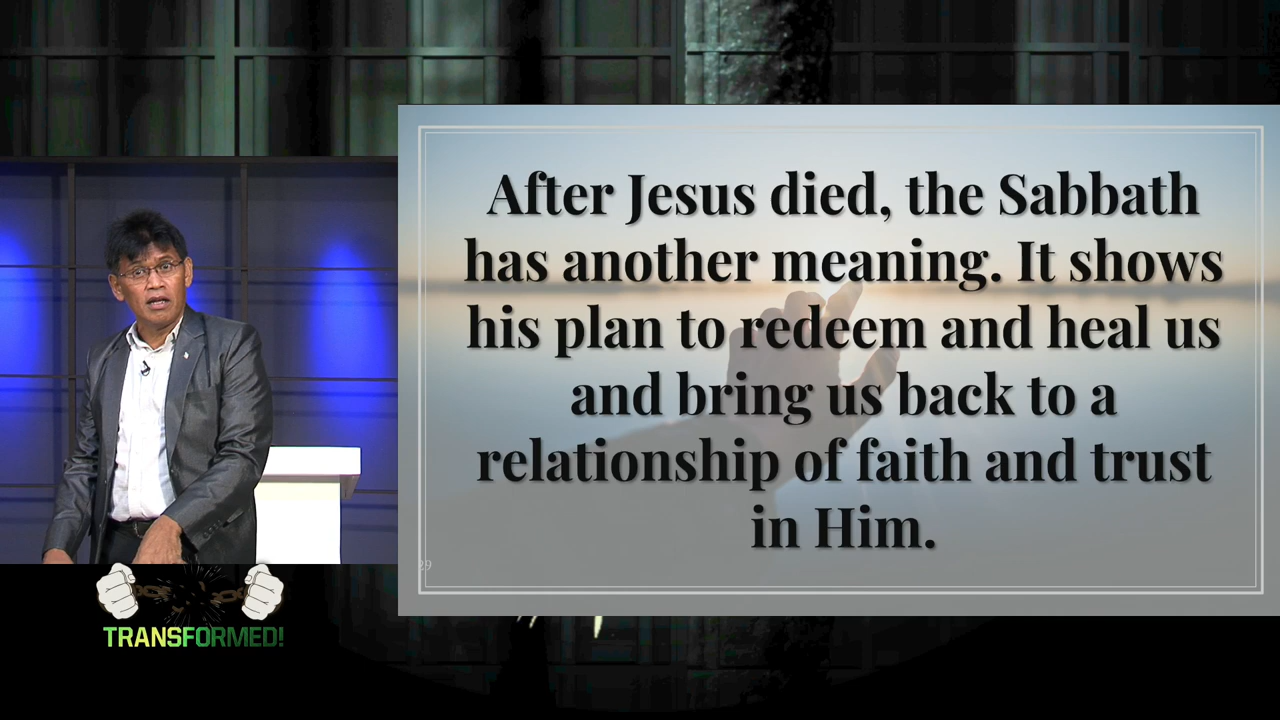 After Jesus died, the Sabbath
has another meaning. It shows
his plan to redeem and heal us
and bring us back to a
relationship of faith and trust
in Him.
29
TRANSFORMED!